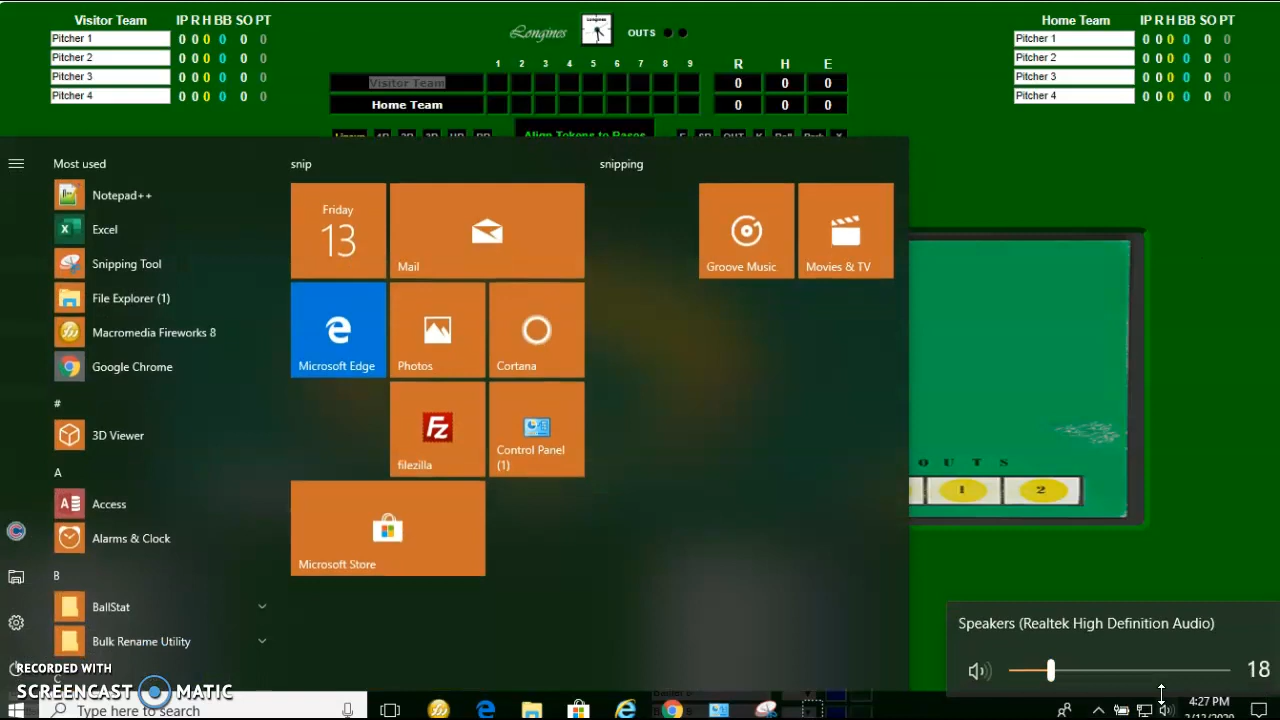 Visitor Team IP R H BB SO PT
Pitcher 1 0 0 0 0 0 0
Pitcher 2 0 0 0 0 0 0
Pitcher 3 0 0 0 0 0 0
Pitcher 4 0 0 0 0 0 0
Longines Longines OUTS
1 2 3 4 5 6 7 8 9 R H E
Visitor Team 0 0 0
Home Team 0 0 0
Align Tokens to Bases
Home Team IP R H BB SO PT
Pitcher 1 0 0 0 0 0 0
Pitcher 2 0 0 0 0 0 0
Pitcher 3 0 0 0 0 0 0
Pitcher 4 0 0 0 0 0 0
Most used
Notepad++
Excel
Snipping Tool
File Explorer (1)
Macromedia Fireworks 8
Google Chrome
#
3D Viewer
A
Access
Alarms & Clock
B
BallStat
Bulk Rename Utility
C
snip
Friday
13
Mail
Microsoft Edge
Photos
Cortana
filezilla
Control Panel
(1)
Microsoft Store
snipping
Groove Music
Movies & TV
OUTS
1 2
Speakers (Realtek High Definition Audio)
18
RECORDED WITH
SCREENCAST MATIC
Type here to search
4:27 PM